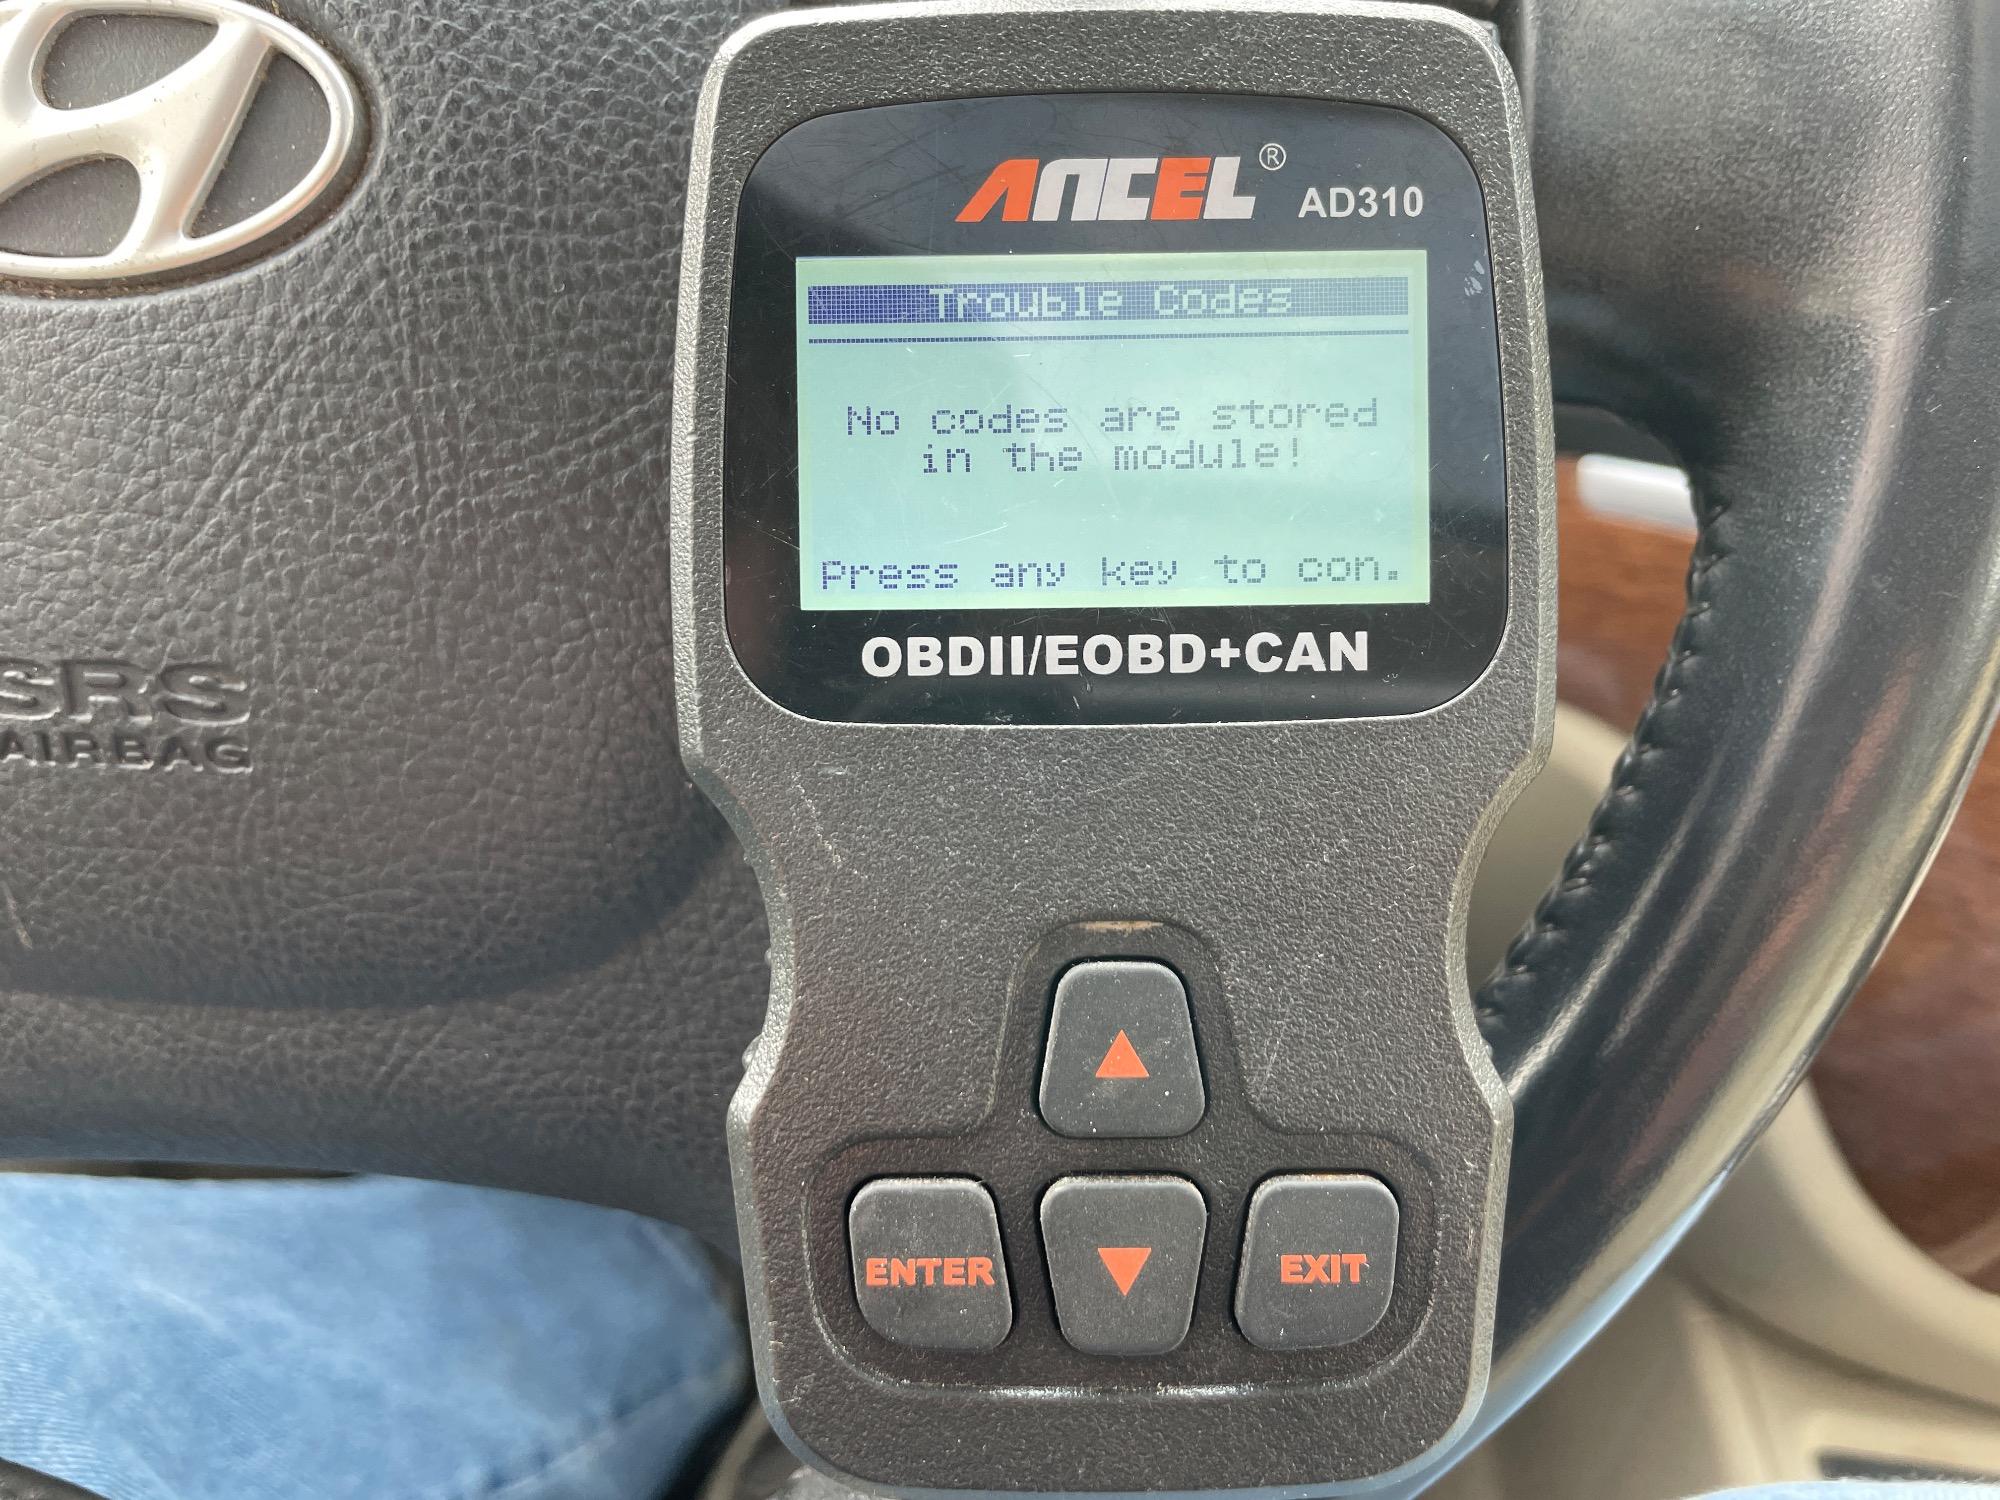 ANCEL® AD310
Trouble Codes
No codes are stored
in the module!
Press any key to con.
OBDII/EOBD+CAN
SRS
AIRBAG
ENTER
EXIT